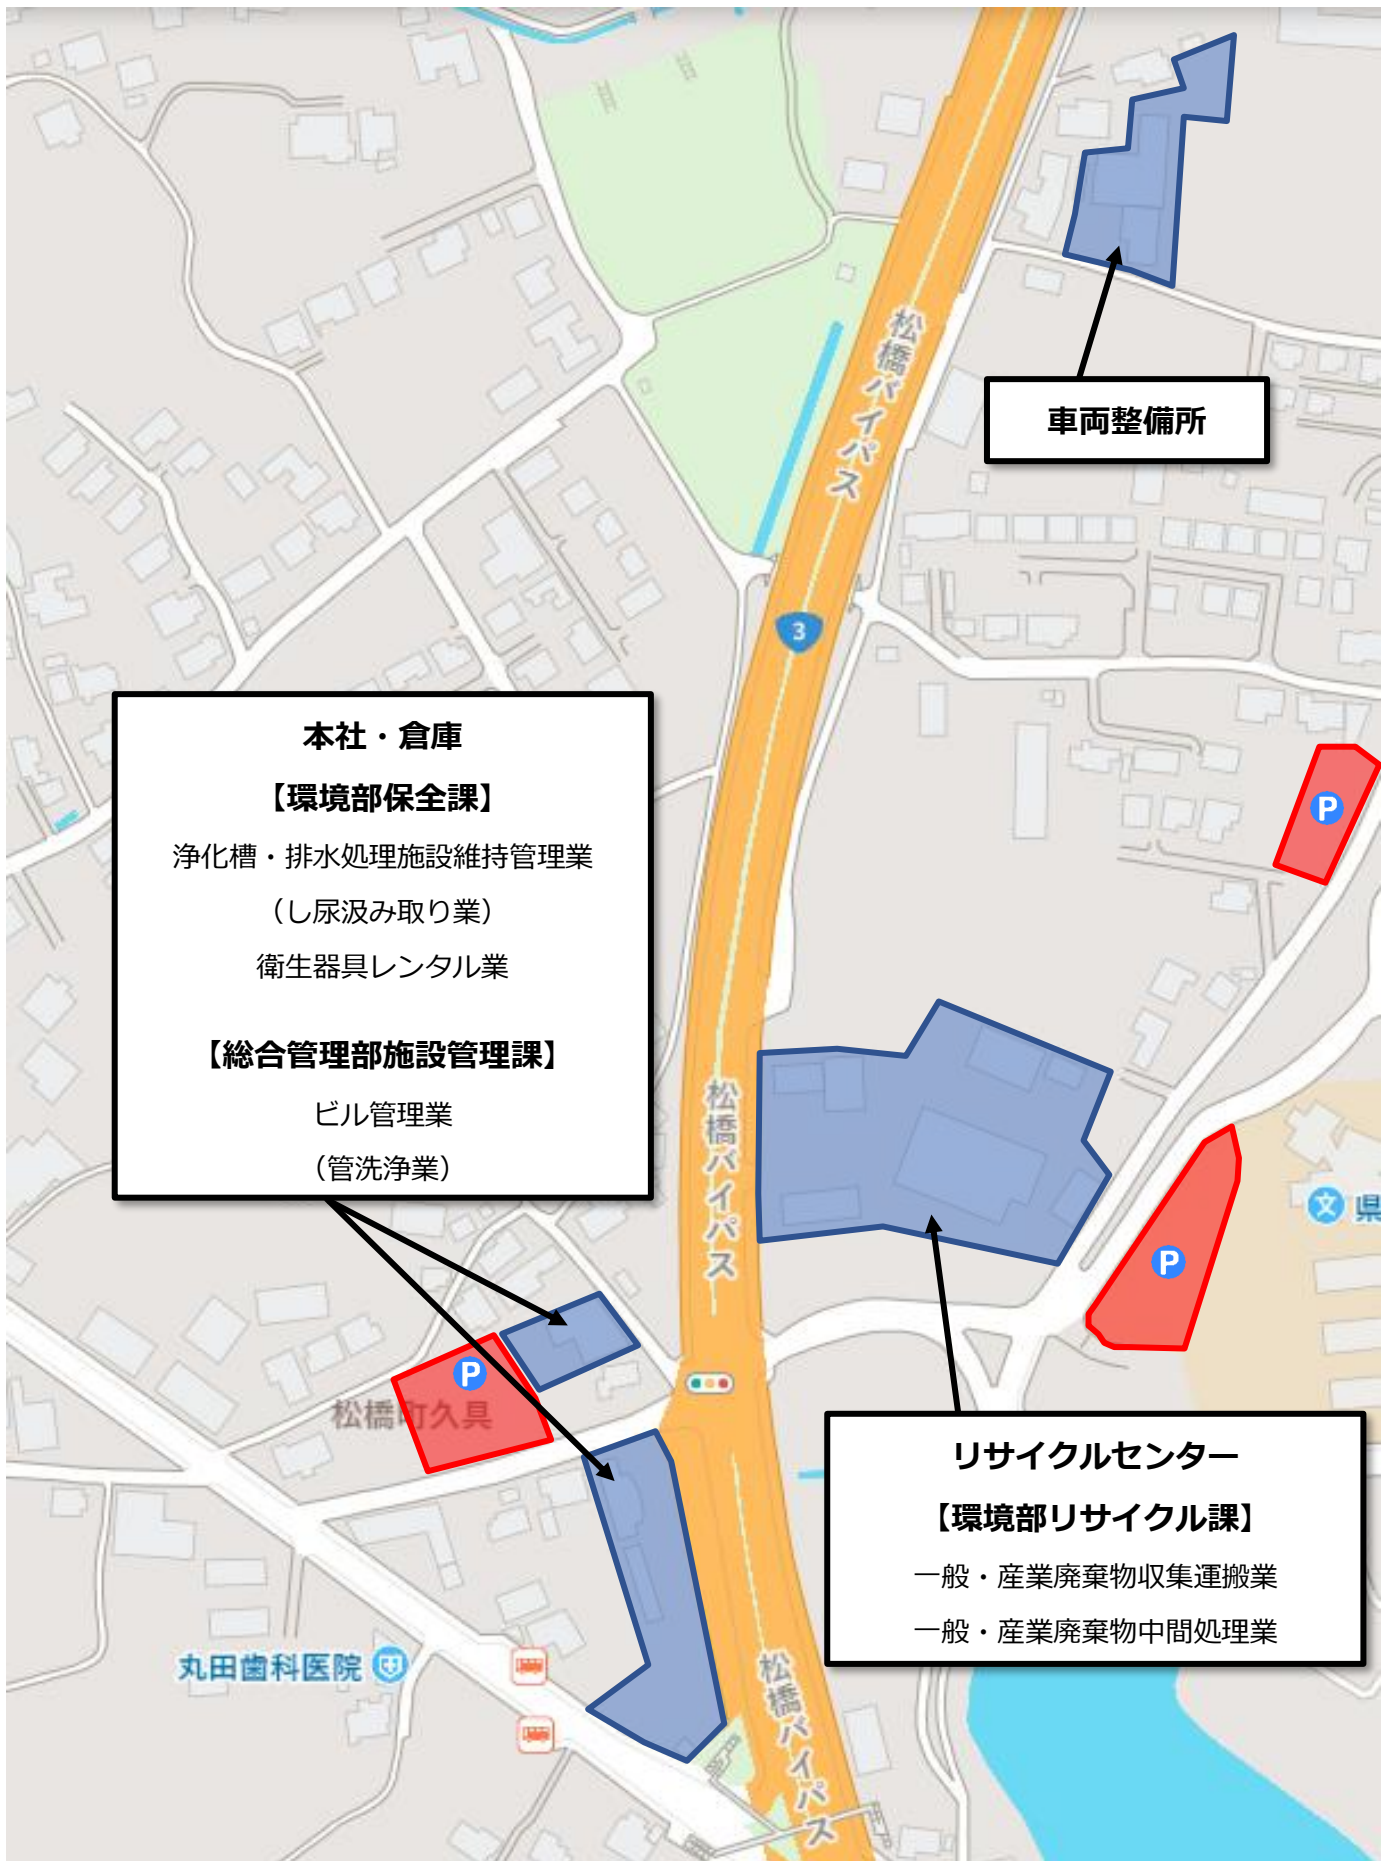 松橋バイパス
車両整備所
3
本社・倉庫
【環境部保全課】
浄化槽・排水処理施設維持管理業
（し尿汲み取り業）
衛生器具レンタル業
【総合管理部施設管理課】
ビル管理業
（管洗浄業）
P
松橋バイパス
文 県
P
P
松橋町久具
リサイクルセンター
【環境部リサイクル課】
一般・産業廃棄物収集運搬業
一般・産業廃棄物中間処理業
丸田歯科医院
松橋バイパス